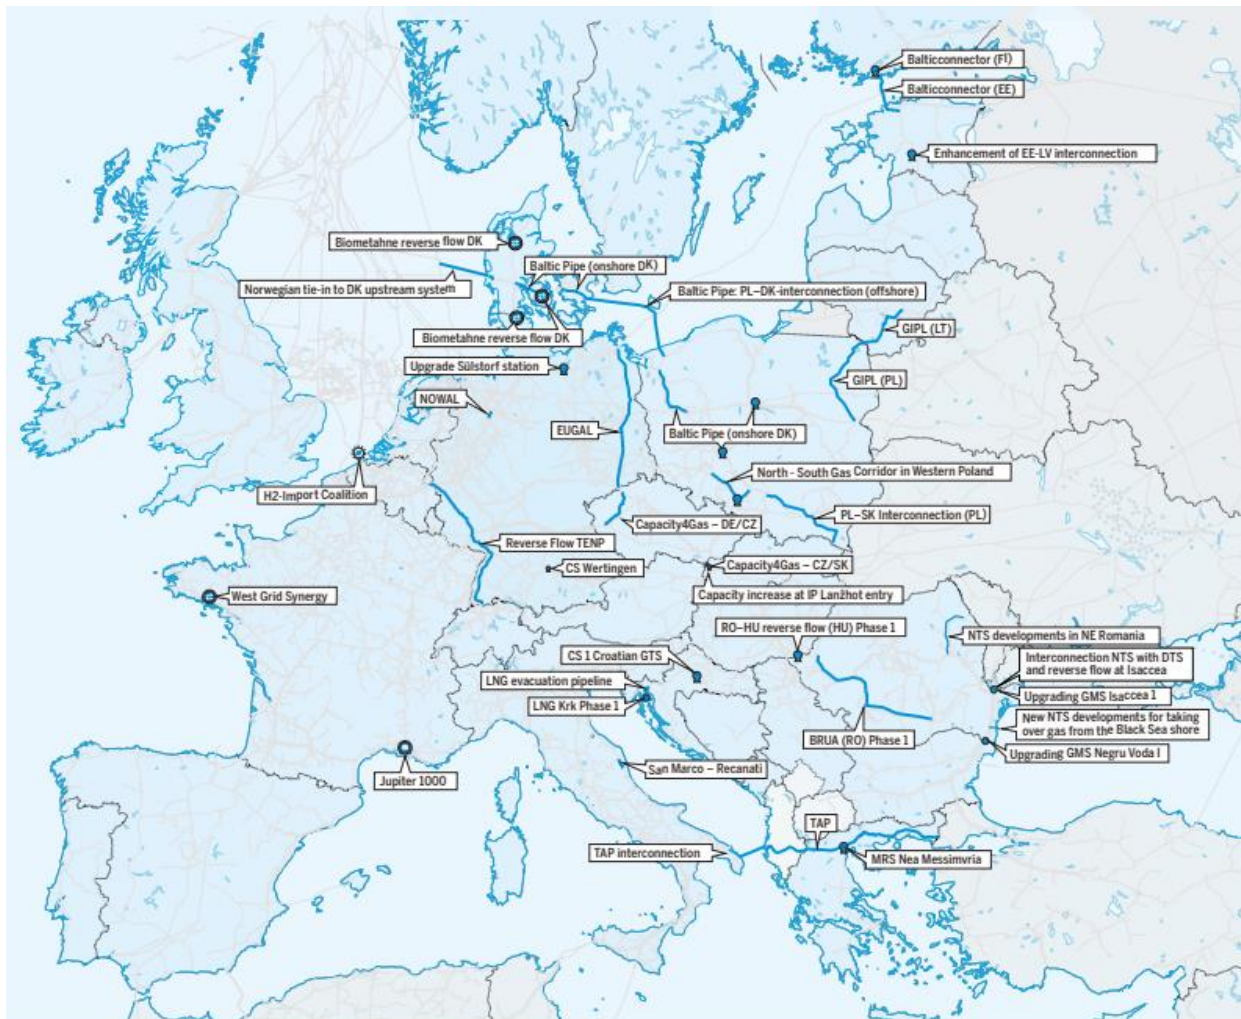 Balticconnector (FI)
Balticconnector (EE)
Enhancement of EE-LV interconnection
Biometahne reverse flow DK
Baltic Pipe (onshore DK)
Norwegian tie-in to DK upstream system
Baltic Pipe: PL–DK-interconnection (offshore)
Biometahne reverse flow DK
GIPL (LT)
Upgrade Sülstorf station
GIPL (PL)
NOWAL
EUGAL
Baltic Pipe (onshore DK)
North - South Gas Corridor in Western Poland
H2-Import Coalition
PL–SK Interconnection (PL)
Capacity4Gas – DE/CZ
Reverse Flow TENP
CS Wertingen
Capacity4Gas – CZ/SK
Capacity increase at IP Lanžhot entry
West Grid Synergy
RO–HU reverse flow (HU) Phase 1
NTS developments in NE Romania
CS 1 Croatian GTS
Interconnection NTS with DTS
and reverse flow at Isaccea
LNG evacuation pipeline
Upgrading GMS Isaccea 1
LNG Krk Phase 1
New NTS developments for taking
over gas from the Black Sea shore
BRUA (RO) Phase 1
Upgrading GMS Negru Voda I
San Marco – Recanati
Jupiter 1000
TAP
TAP interconnection
MRS Nea Messimvria